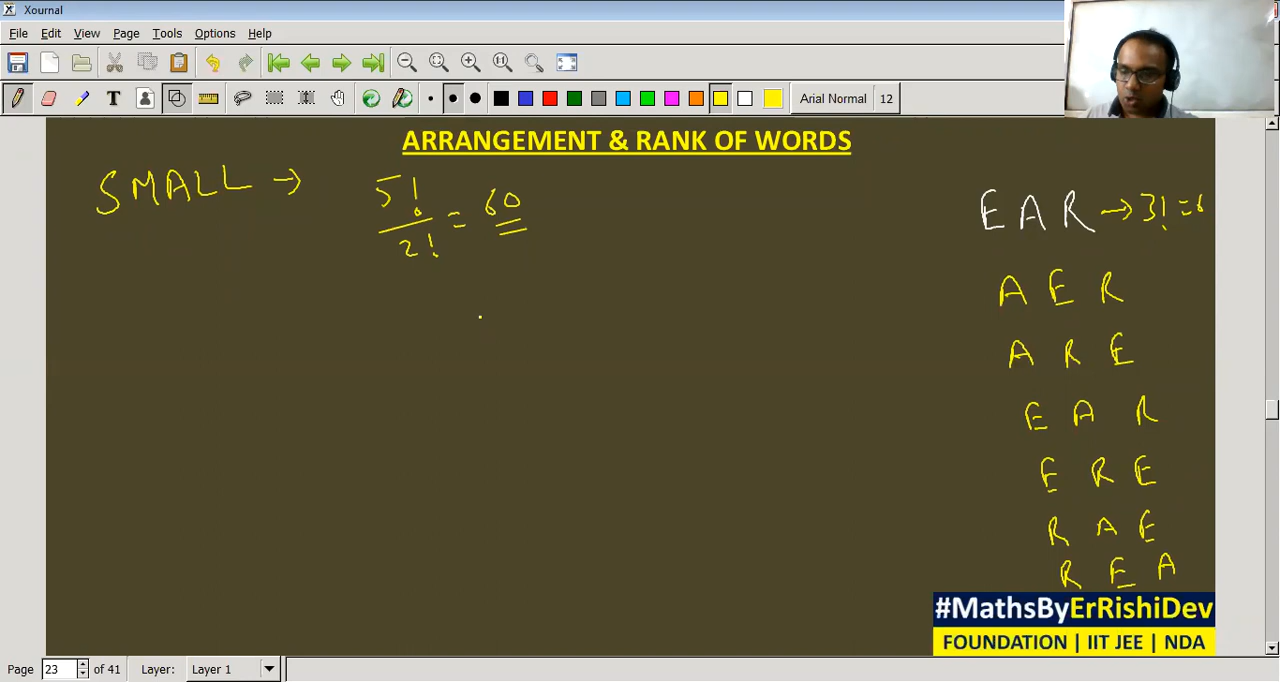 Xournal
File Edit View Page Tools Options Help
Arial Normal 12
ARRANGEMENT & RANK OF WORDS
SMALL → 5!/2! = 60
EAR → 3! = 6
A E R
A R E
E A R
E R E
R A E
R E A
#MathsByErRishiDev
FOUNDATION | IIT JEE | NDA
Page 23 of 41 Layer: Layer 1